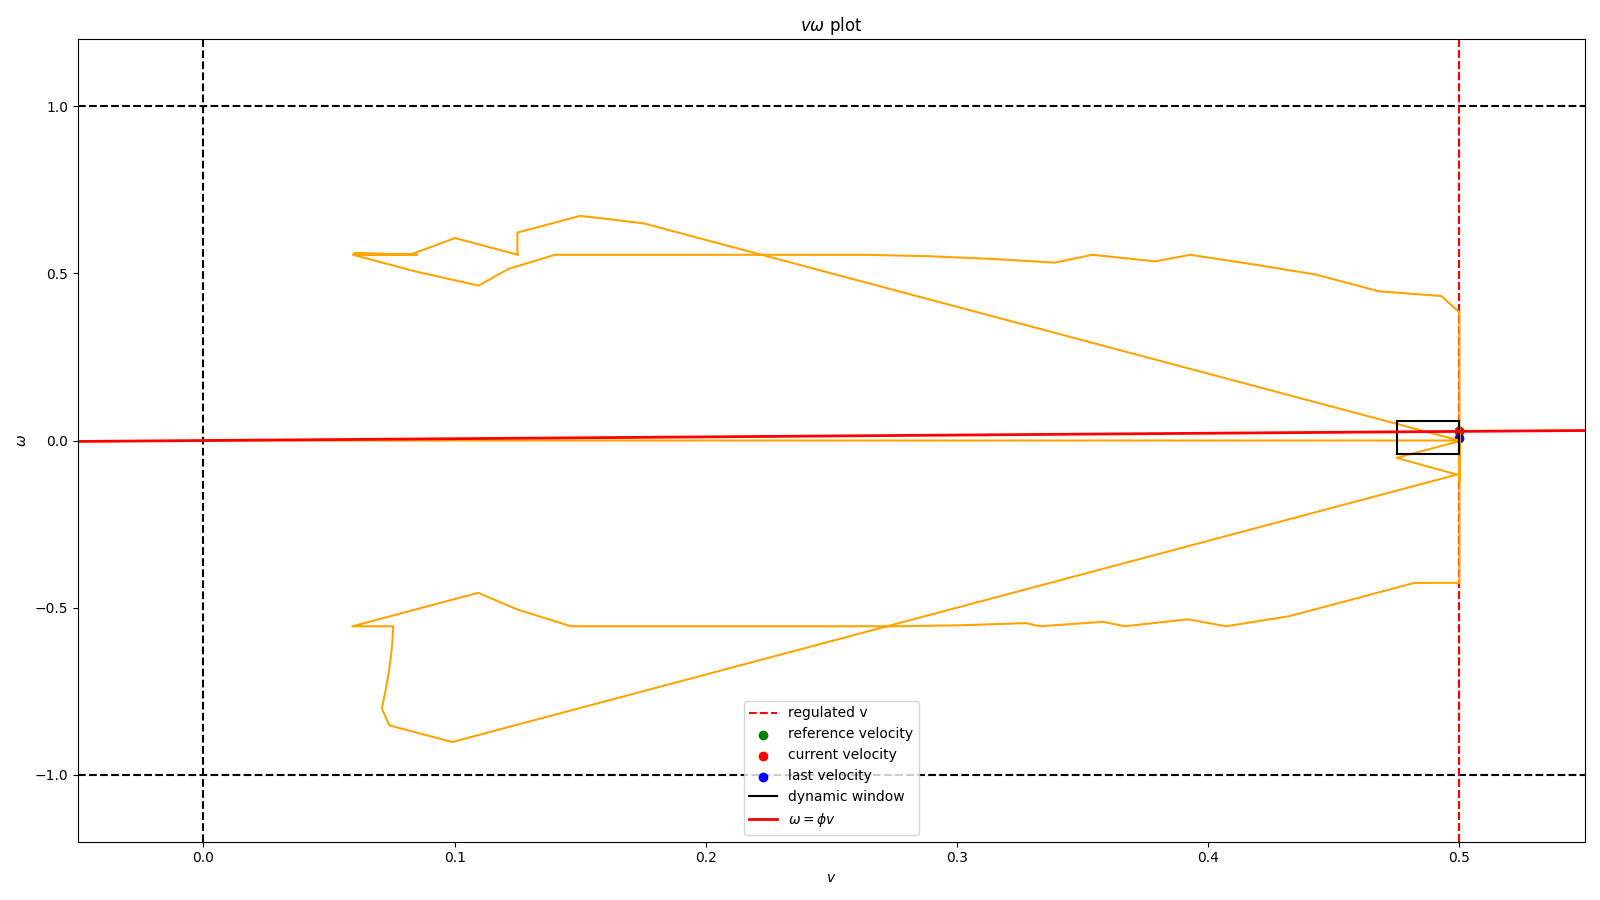 vω plot
1.0
0.5
0.0
−0.5
−1.0
ω
0.0
0.1
0.2
0.3
0.4
0.5
v
regulated v
reference velocity
current velocity
last velocity
dynamic window
ω = ϕv